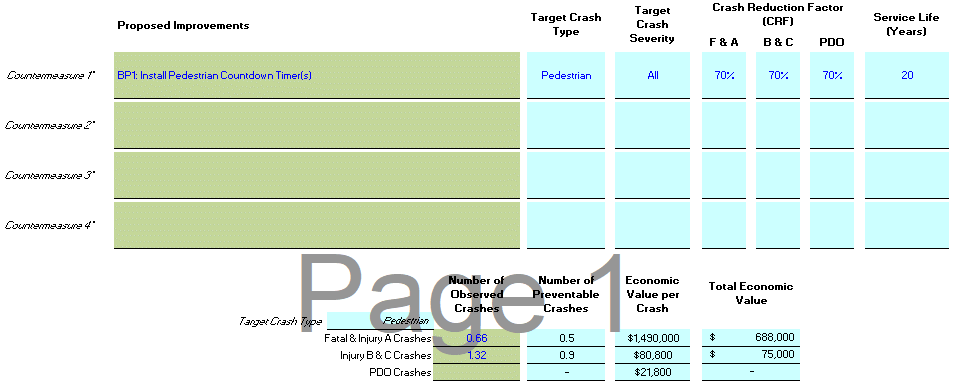 Proposed Improvements Target Crash Type Target Crash Severity Crash Reduction Factor (CRF) Service Life (Years)
F & A B & C PDO
Countermeasure 1* BP1: Install Pedestrian Countdown Timer(s) Pedestrian All 70% 70% 70% 20
Countermeasure 2*
Countermeasure 3*
Countermeasure 4*
Page 1
Number of Observed Crashes Number of Preventable Crashes Economic Value per Crash Total Economic Value
Target Crash Type Pedestrian
Fatal & Injury A Crashes 0.66 0.5 $1,490,000 $ 688,000
Injury B & C Crashes 1.32 0.9 $80,800 $ 75,000
PDO Crashes - $21,800 -